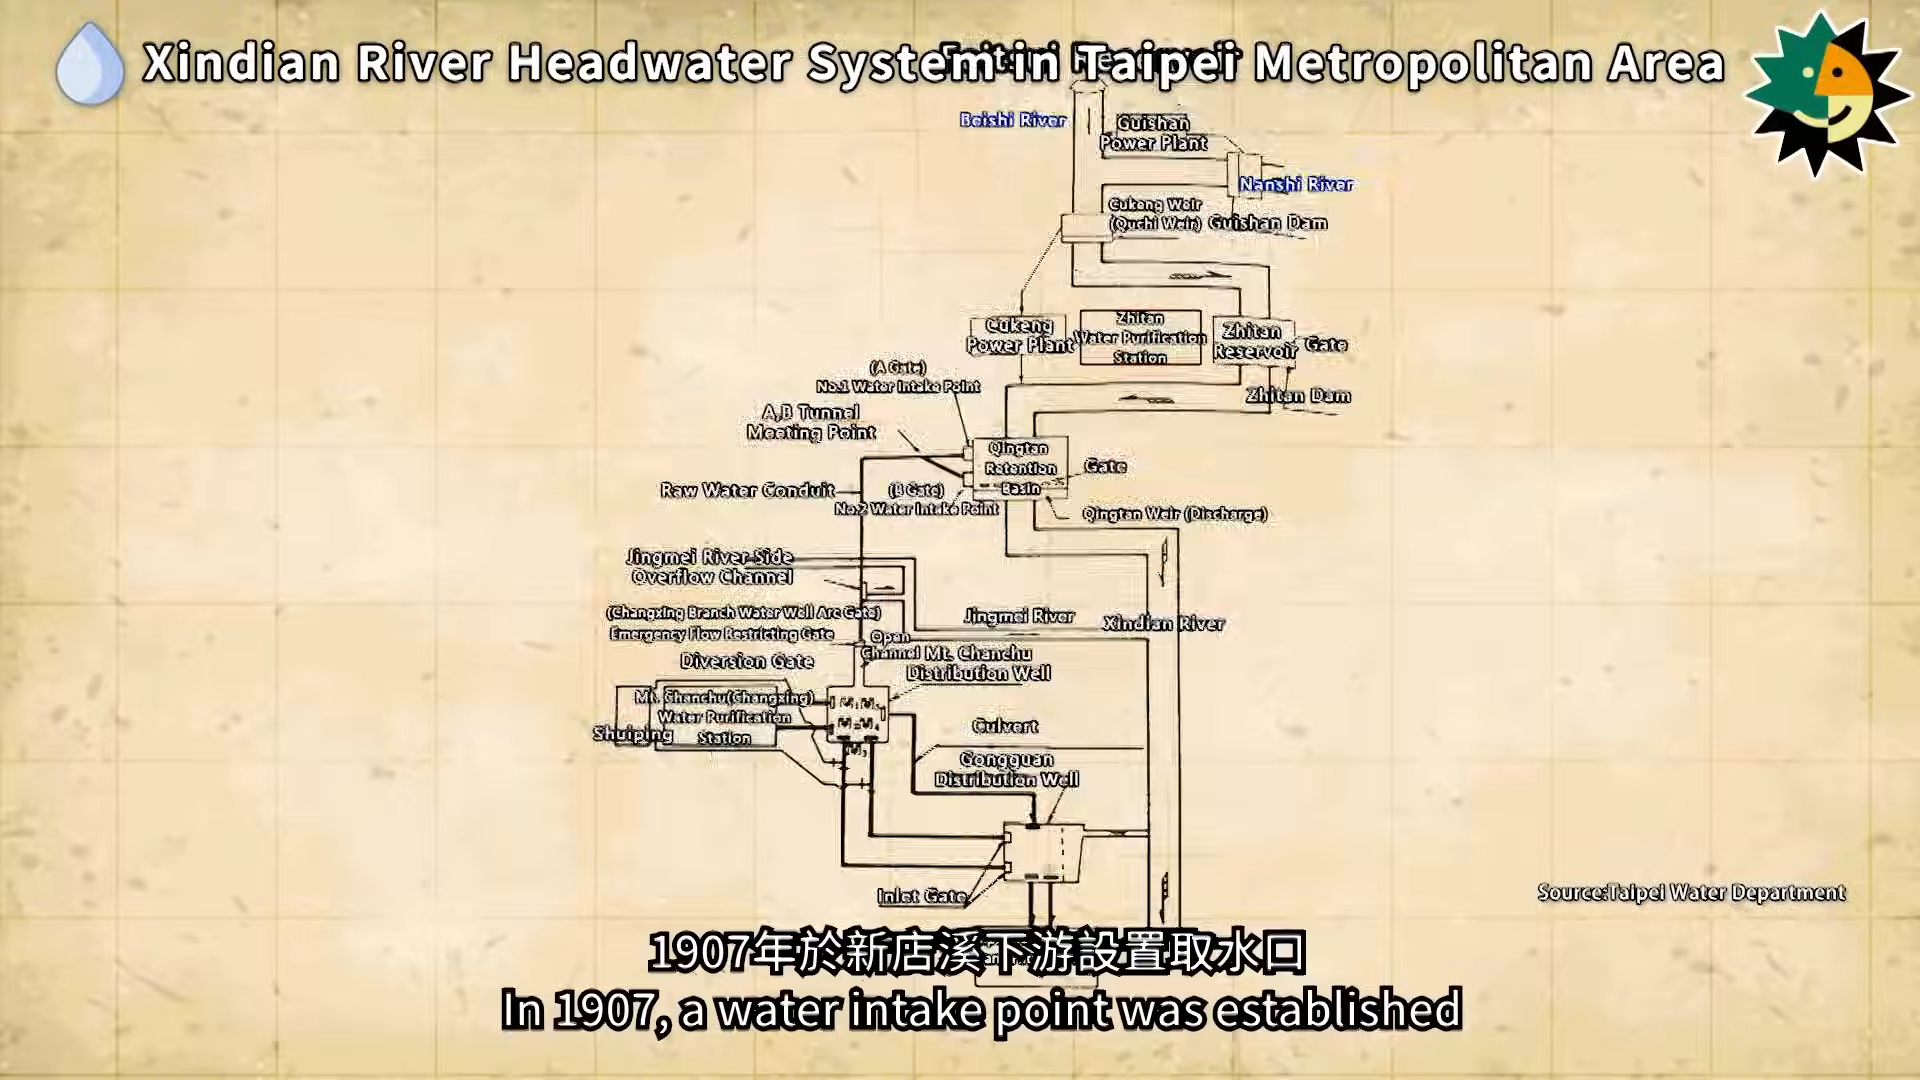 Xindian River Headwater System in Taipei Metropolitan Area
Beishi River
Guishan
Power Plant
Nanshi River
Cukeng Weir
(Quchi Weir)
Guishan Dam
Cukeng
Power Plant
Zhitan
Water Purification
Station
Zhitan
Reservoir
Gate
Zhitan Dam
(A Gate)
No.1 Water Intake Point
A,B Tunnel
Meeting Point
Qingtan
Retention
Basin
Gate
Raw Water Conduit
(B Gate)
No.2 Water Intake Point
Qingtan Weir (Discharge)
Jingmei River Side
Overflow Channel
(Changxing Branch Water Well Arc Gate)
Emergency Flow Restricting Gate
Jingmei River
Xindian River
Open
Channel
Mt. Chanchu
Distribution Well
Diversion Gate
Mt. Chanchu(Changxing)
Water Purification
Station
Shuiping
Culvert
Gongguan
Distribution Well
Inlet Gate
Source:Taipei Water Department
1907年於新店溪下游設置取水口
In 1907, a water intake point was established